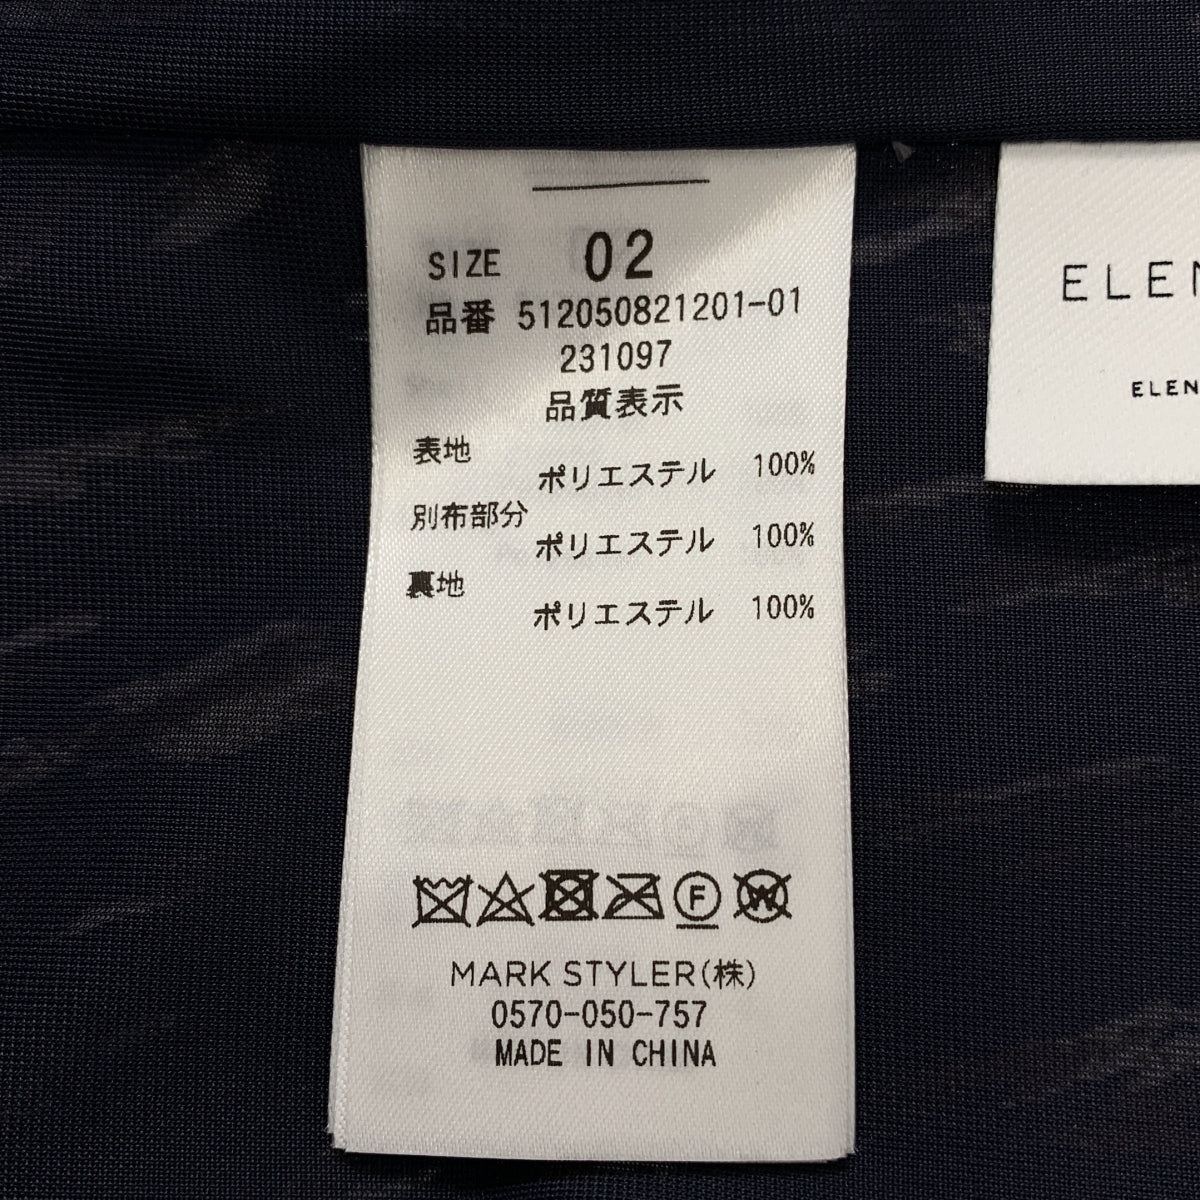 SIZE 02
品番 512050821201-01
231097
品質表示
表地
ポリエステル 100%
別布部分
ポリエステル 100%
裏地
ポリエステル 100%
F W
MARK STYLER(株)
0570-050-757
MADE IN CHINA
ELEN
ELEN